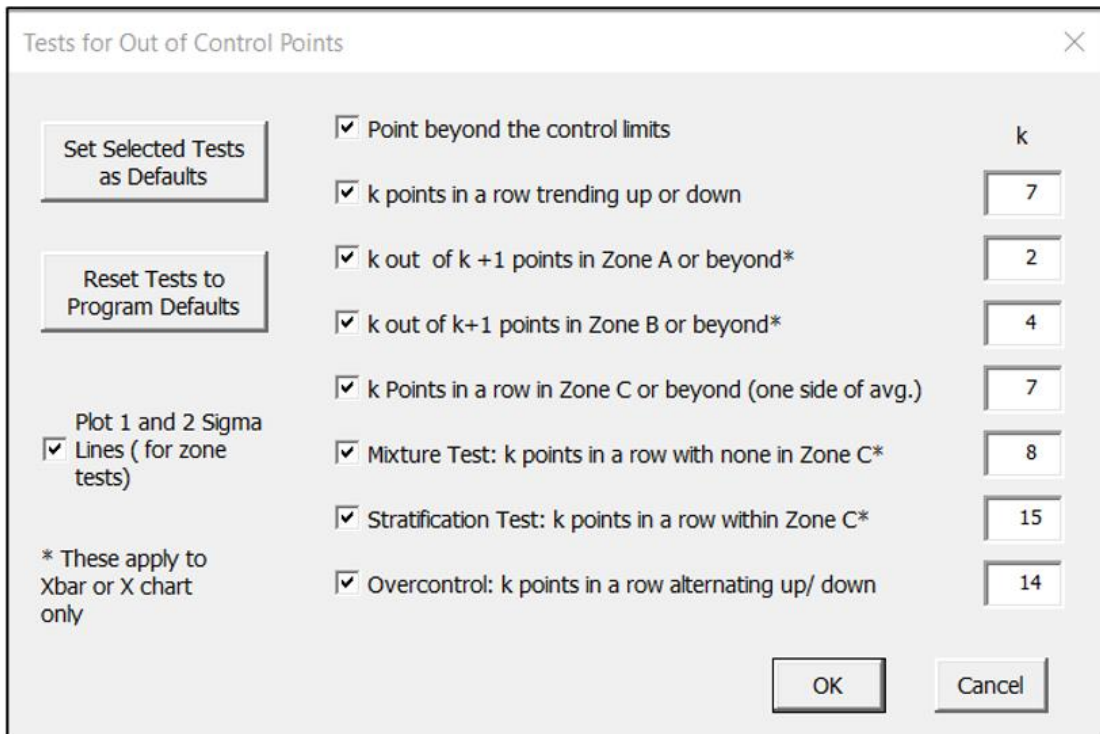 Tests for Out of Control Points
Set Selected Tests
as Defaults
Reset Tests to
Program Defaults
Plot 1 and 2 Sigma
Lines ( for zone
tests)
* These apply to
Xbar or X chart
only
Point beyond the control limits
k
k points in a row trending up or down
7
k out  of k +1 points in Zone A or beyond*
2
k out of k+1 points in Zone B or beyond*
4
k Points in a row in Zone C or beyond (one side of avg.)
7
Mixture Test: k points in a row with none in Zone C*
8
Stratification Test: k points in a row within Zone C*
15
Overcontrol: k points in a row alternating up/ down
14
OK
Cancel